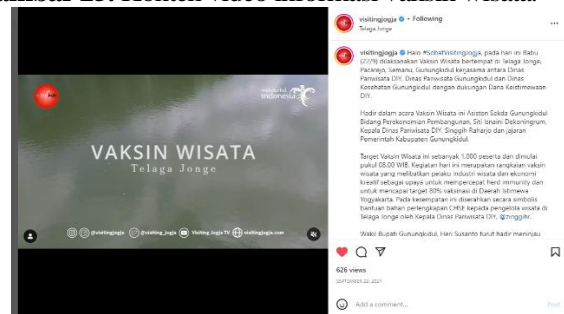 Gambar 25. Konten video informasi vaksin wisata.
wonderful
indonesia
VAKSIN WISATA
Telaga Jonge
@visitingjogja
@visiting_jogja
Visiting Jogja TV
visitingjogja.com
visitingjogja • Following
Telaga Jonge
visitingjogja Halo #SobatVisitingjogja, pada hari ini Rabu
(22/9) dilaksanakan Vaksin Wisata bertempat di Telaga Jonge,
Pacarejo, Semanu, Gunungkidul kerjasama antara Dinas
Pariwisata DIY, Dinas Pariwisata Gunungkidul dan Dinas
Kesehatan Gunungkidul dengan dukungan Dana Keistimewaan
DIY.
Hadir dalam acara Vaksin Wisata ini Asisten Sekda Gunungkidul
Bidang Perekonomian Pembangunan, Siti Isnaini Dekoningrum,
Kepala Dinas Pariwisata DIY, Singgih Raharjo dan jajaran
Pemerintah Kabupaten Gunungkidul.
Target Vaksin Wisata ini sebanyak 1.000 peserta dan dimulai
pukul 08.00 WIB. Kegiatan hari ini merupakan rangkaian vaksin
wisata yang melibatkan pelaku industri wisata dan ekonomi
kreatif sebagai upaya untuk mempercepat herd immunity dan
untuk mencapai target 80% vaksinasi di Daerah Istimewa
Yogyakarta. Pada kesempatan ini diserahkan secara simbolis
bantuan bahan perlengkapan CHSE kepada pengelola wisata di
Telaga Jonge oleh Kepala Dinas Pariwisata DIY, @zinggihr.
Wakil Bupati Gunungkidul, Heri Susanto turut hadir meninjau
626 views
SEPTEMBER 22, 2021
Add a comment...
Post